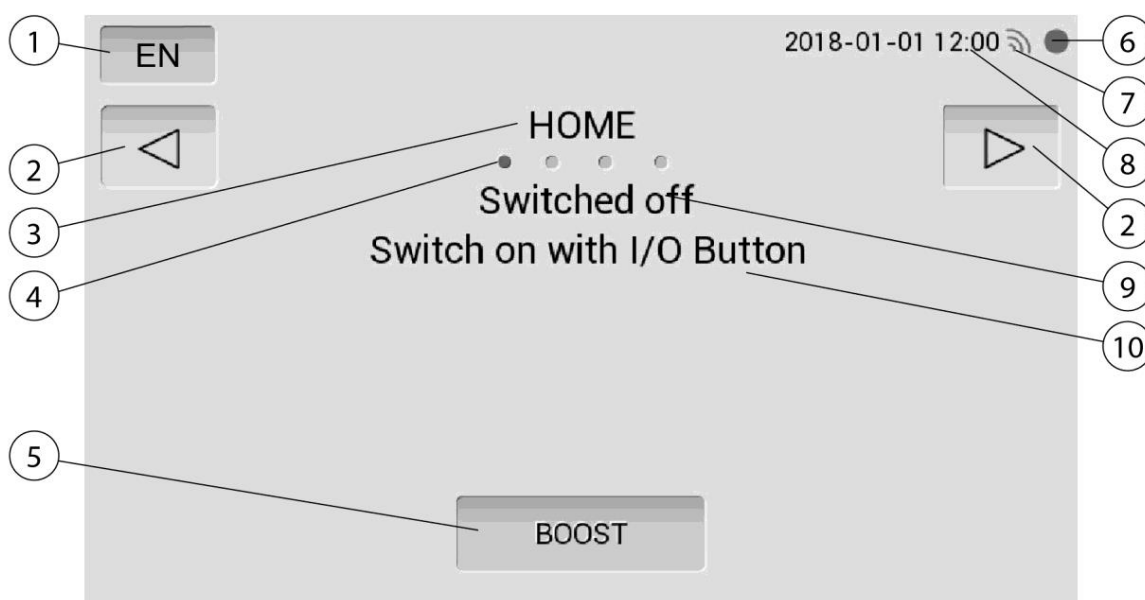 1
EN
2018-01-01 12:00
6
7
2
HOME
8
3
Switched off
2
Switch on with I/O Button
4
9
10
5
BOOST